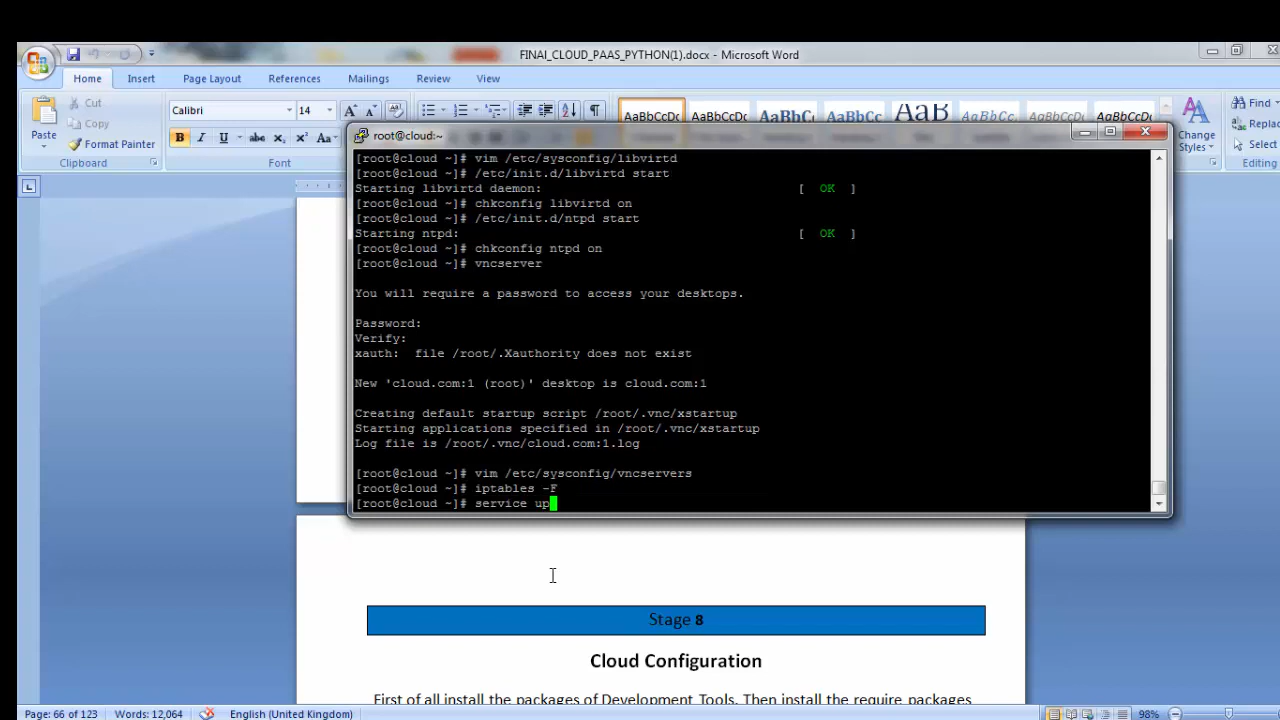 FINAL_CLOUD_PAAS_PYTHON(1).docx - Microsoft Word
Home Insert Page Layout References Mailings Review View
Paste
Cut
Copy
Format Painter
Clipboard
Calibri 14
B I U abe x₂ x² Aa
Font
AaBbCcDc AaBbCcDc AaBbC AaBbCc AaB AaBbCc. AaBbCcDc AaBbCcDc
Change Styles
Find
Replac
Select
Editing
root@cloud:~
[root@cloud ~]# vim /etc/sysconfig/libvirtd
[root@cloud ~]# /etc/init.d/libvirtd start
Starting libvirtd daemon: [ OK ]
[root@cloud ~]# chkconfig libvirtd on
[root@cloud ~]# /etc/init.d/ntpd start
Starting ntpd: [ OK ]
[root@cloud ~]# chkconfig ntpd on
[root@cloud ~]# vncserver
You will require a password to access your desktops.
Password:
Verify:
xauth: file /root/.Xauthority does not exist
New 'cloud.com:1 (root)' desktop is cloud.com:1
Creating default startup script /root/.vnc/xstartup
Starting applications specified in /root/.vnc/xstartup
Log file is /root/.vnc/cloud.com:1.log
[root@cloud ~]# vim /etc/sysconfig/vncservers
[root@cloud ~]# iptables -F
[root@cloud ~]# service up
Stage 8
Cloud Configuration
First of all install the packages of Development Tools. Then install the require packages
Page: 66 of 123 Words: 12,064 English (United Kingdom) 98%